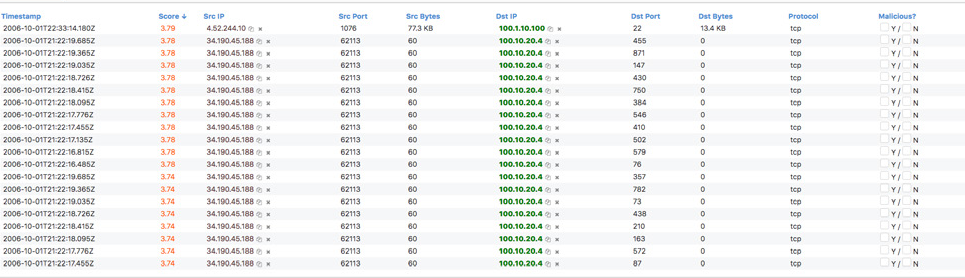 Timestamp Score ↓ Src IP Src Port Src Bytes Dst IP Dst Port Dst Bytes Protocol Malicious?
2006-10-01T22:33:14.180Z 3.79 4.52.244.10 1076 77.3 KB 100.1.10.100 22 13.4 KB tcp Y / N
2006-10-01T21:22:19.685Z 3.78 34.190.45.188 62113 60 100.10.20.4 455 0 tcp Y / N
2006-10-01T21:22:19.365Z 3.78 34.190.45.188 62113 60 100.10.20.4 871 0 tcp Y / N
2006-10-01T21:22:19.035Z 3.78 34.190.45.188 62113 60 100.10.20.4 147 0 tcp Y / N
2006-10-01T21:22:18.726Z 3.78 34.190.45.188 62113 60 100.10.20.4 430 0 tcp Y / N
2006-10-01T21:22:18.415Z 3.78 34.190.45.188 62113 60 100.10.20.4 750 0 tcp Y / N
2006-10-01T21:22:18.095Z 3.78 34.190.45.188 62113 60 100.10.20.4 384 0 tcp Y / N
2006-10-01T21:22:17.776Z 3.78 34.190.45.188 62113 60 100.10.20.4 546 0 tcp Y / N
2006-10-01T21:22:17.455Z 3.78 34.190.45.188 62113 60 100.10.20.4 410 0 tcp Y / N
2006-10-01T21:22:17.135Z 3.78 34.190.45.188 62113 60 100.10.20.4 502 0 tcp Y / N
2006-10-01T21:22:16.815Z 3.78 34.190.45.188 62113 60 100.10.20.4 579 0 tcp Y / N
2006-10-01T21:22:16.485Z 3.78 34.190.45.188 62113 60 100.10.20.4 76 0 tcp Y / N
2006-10-01T21:22:19.685Z 3.74 34.190.45.188 62113 60 100.10.20.4 357 0 tcp Y / N
2006-10-01T21:22:19.365Z 3.74 34.190.45.188 62113 60 100.10.20.4 782 0 tcp Y / N
2006-10-01T21:22:19.035Z 3.74 34.190.45.188 62113 60 100.10.20.4 73 0 tcp Y / N
2006-10-01T21:22:18.726Z 3.74 34.190.45.188 62113 60 100.10.20.4 438 0 tcp Y / N
2006-10-01T21:22:18.415Z 3.74 34.190.45.188 62113 60 100.10.20.4 210 0 tcp Y / N
2006-10-01T21:22:18.095Z 3.74 34.190.45.188 62113 60 100.10.20.4 163 0 tcp Y / N
2006-10-01T21:22:17.776Z 3.74 34.190.45.188 62113 60 100.10.20.4 572 0 tcp Y / N
2006-10-01T21:22:17.455Z 3.74 34.190.45.188 62113 60 100.10.20.4 87 0 tcp Y / N